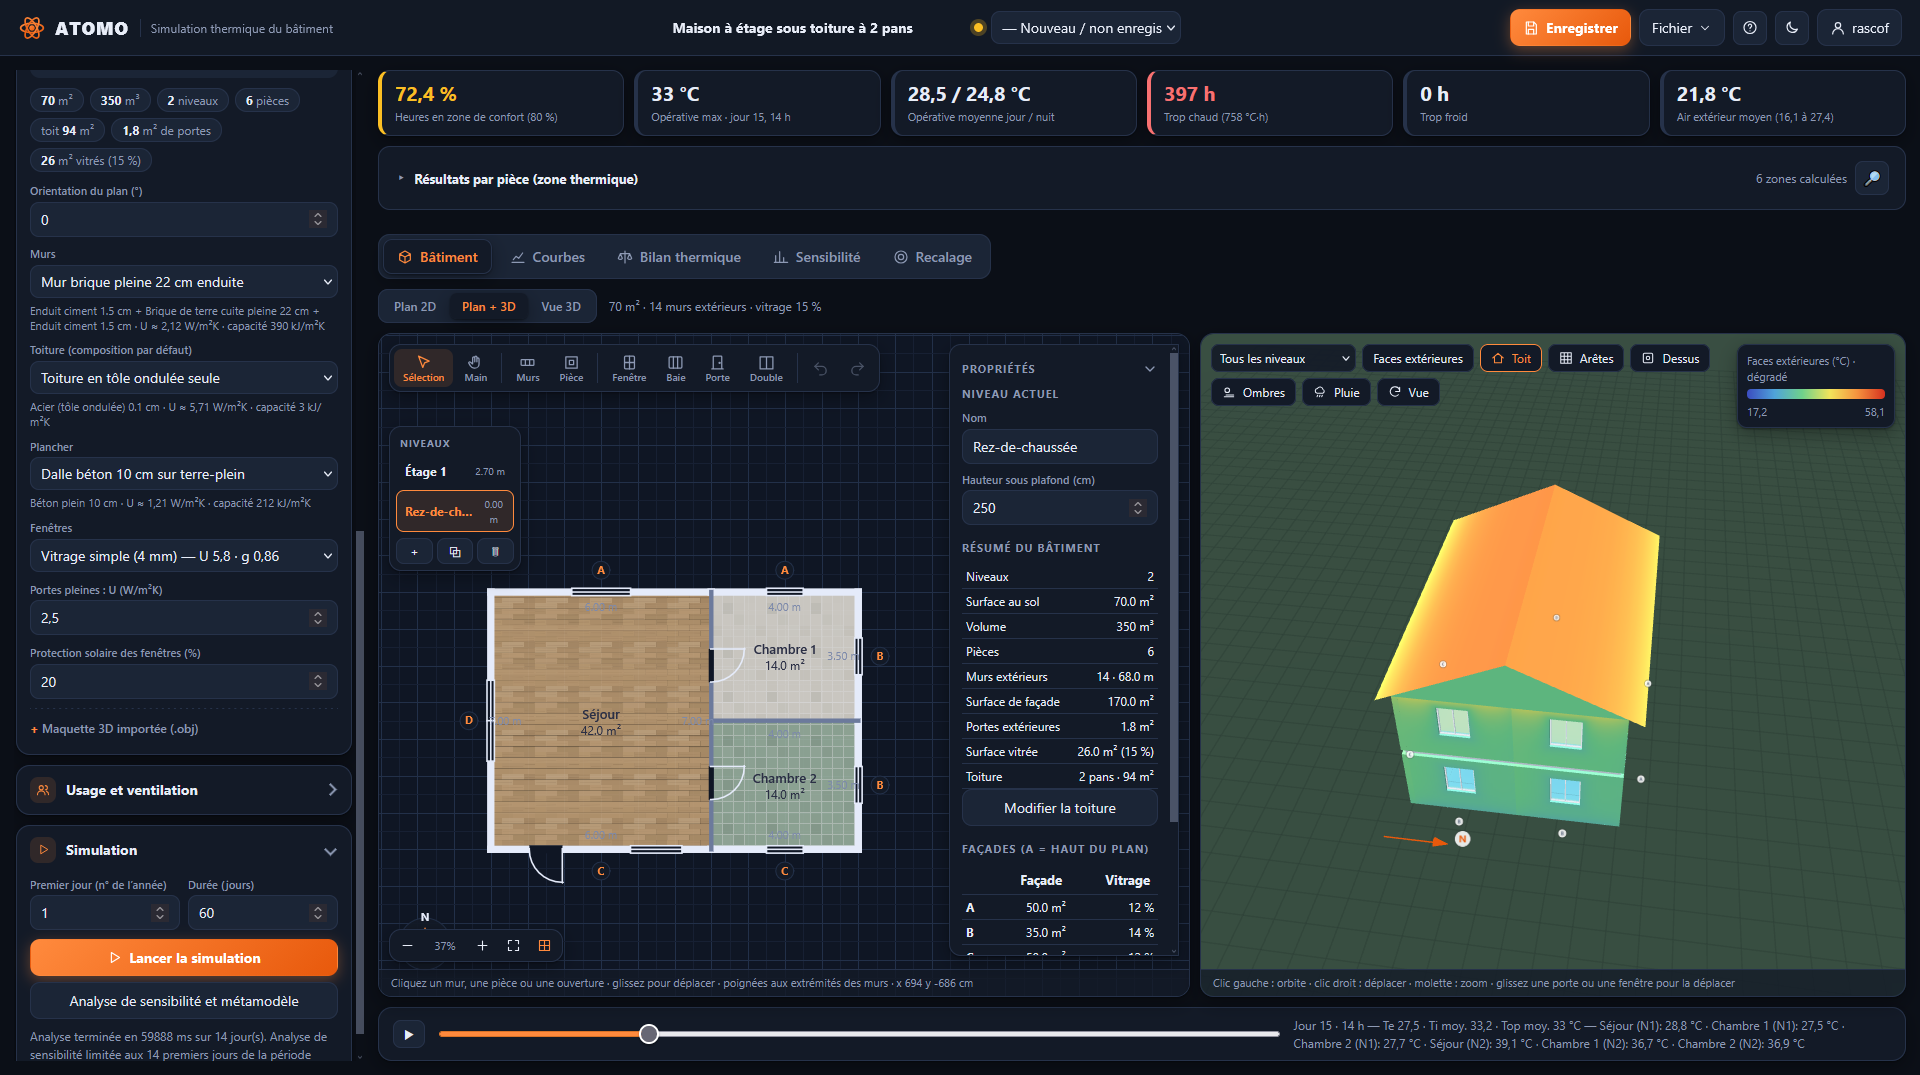 ATOMO
Simulation thermique du bâtiment
Maison à étage sous toiture à 2 pans
— Nouveau / non enregis
Enregistrer
Fichier
rascof
70 m²
350 m³
2 niveaux
6 pièces
toit 94 m²
1,8 m² de portes
26 m² vitrés (15 %)
Orientation du plan (°)
0
Murs
Mur brique pleine 22 cm enduite
Enduit ciment 1.5 cm + Brique de terre cuite pleine 22 cm +
Enduit ciment 1.5 cm · U ≈ 2,12 W/m²K · capacité 390 kJ/m²K
Toiture (composition par défaut)
Toiture en tôle ondulée seule
Acier (tôle ondulée) 0.1 cm · U ≈ 5,71 W/m²K · capacité 3 kJ/
m²K
Plancher
Dalle béton 10 cm sur terre-plein
Béton plein 10 cm · U ≈ 1,21 W/m²K · capacité 212 kJ/m²K
Fenêtres
Vitrage simple (4 mm) — U 5,8 · g 0,86
Portes pleines : U (W/m²K)
2,5
Protection solaire des fenêtres (%)
20
+ Maquette 3D importée (.obj)
Usage et ventilation
Simulation
Premier jour (n° de l'année)
Durée (jours)
1
60
Lancer la simulation
Analyse de sensibilité et métamodèle
Analyse terminée en 59888 ms sur 14 jour(s). Analyse de
sensibilité limitée aux 14 premiers jours de la période
72,4 %
Heures en zone de confort (80 %)
33 °C
Opérative max · jour 15, 14 h
28,5 / 24,8 °C
Opérative moyenne jour / nuit
397 h
Trop chaud (758 °C·h)
0 h
Trop froid
21,8 °C
Air extérieur moyen (16,1 à 27,4)
Résultats par pièce (zone thermique)
6 zones calculées
Bâtiment
Courbes
Bilan thermique
Sensibilité
Recalage
Plan 2D
Plan + 3D
Vue 3D
70 m² · 14 murs extérieurs · vitrage 15 %
Sélection
Main
Murs
Pièce
Fenêtre
Baie
Porte
Double
NIVEAUX
Étage 1
2.70 m
Rez-de-ch...
0.00
m
+
A
A
4.00 m
Chambre 1
14.0 m²
3.50 m
B
Séjour
42.0 m²
D
Chambre 2
14.0 m²
3.50 m
B
6.00 m
4.00 m
C
C
N
− 37% +
Cliquez un mur, une pièce ou une ouverture · glissez pour déplacer · poignées aux extrémités des murs · x 694 y -686 cm
PROPRIÉTÉS
NIVEAU ACTUEL
Nom
Rez-de-chaussée
Hauteur sous plafond (cm)
250
RÉSUMÉ DU BÂTIMENT
Niveaux 2
Surface au sol 70.0 m²
Volume 350 m³
Pièces 6
Murs extérieurs 14 · 68.0 m
Surface de façade 170.0 m²
Portes extérieures 1.8 m²
Surface vitrée 26.0 m² (15 %)
Toiture 2 pans · 94 m²
Modifier la toiture
FAÇADES (A = HAUT DU PLAN)
Façade Vitrage
A 50.0 m² 12 %
B 35.0 m² 14 %
Tous les niveaux
Faces extérieures
Toit
Arêtes
Dessus
Ombres
Pluie
Vue
Faces extérieures (°C) ·
dégradé
17,2 58,1
N
Clic gauche : orbite · clic droit : déplacer · molette : zoom · glissez une porte ou une fenêtre pour la déplacer
Jour 15 · 14 h — Te 27,5 · Ti moy. 33,2 · Top moy. 33 °C — Séjour (N1): 28,8 °C · Chambre 1 (N1): 27,5 °C ·
Chambre 2 (N1): 27,7 °C · Séjour (N2): 39,1 °C · Chambre 1 (N2): 36,7 °C · Chambre 2 (N2): 36,9 °C